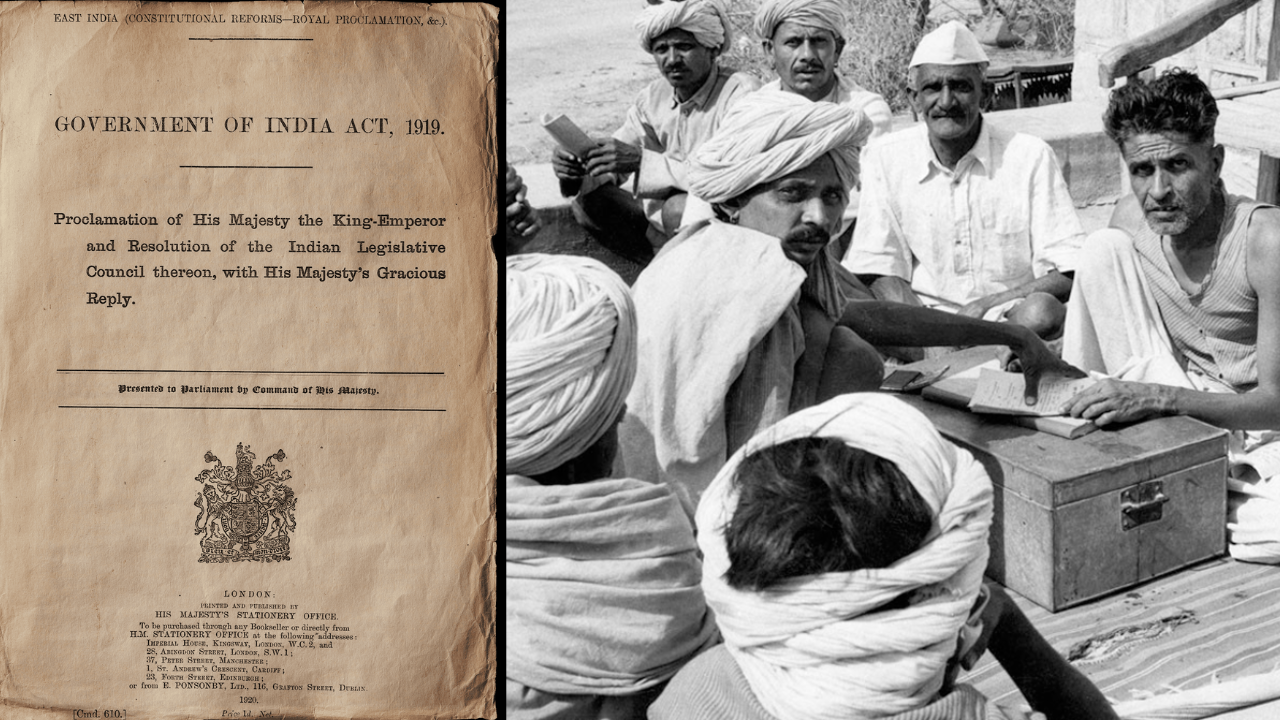 EAST INDIA (CONSTITUTIONAL REFORMS—ROYAL PROCLAMATION, &c.).
GOVERNMENT OF INDIA ACT, 1919.
Proclamation of His Majesty the King-Emperor
and Resolution of the Indian Legislative
Council thereon, with His Majesty's Gracious
Reply.
Presented to Parliament by Command of His Majesty.
LONDON:
PRINTED AND PUBLISHED BY
HIS MAJESTY'S STATIONERY OFFICE.
To be purchased through any Bookseller or directly from
H.M. STATIONERY OFFICE at the following addresses:
IMPERIAL HOUSE, KINGSWAY, LONDON, W.C.2, and
28, ABINGDON STREET, LONDON, S.W.1;
37, PETER STREET, MANCHESTER;
1, ST. ANDREW'S CRESCENT, CARDIFF;
23, FORTH STREET, EDINBURGH;
or from E. PONSONBY, LTD., 116, GRAFTON STREET, DUBLIN.
1920.
[Cmd. 610.] Price 1d. Net.